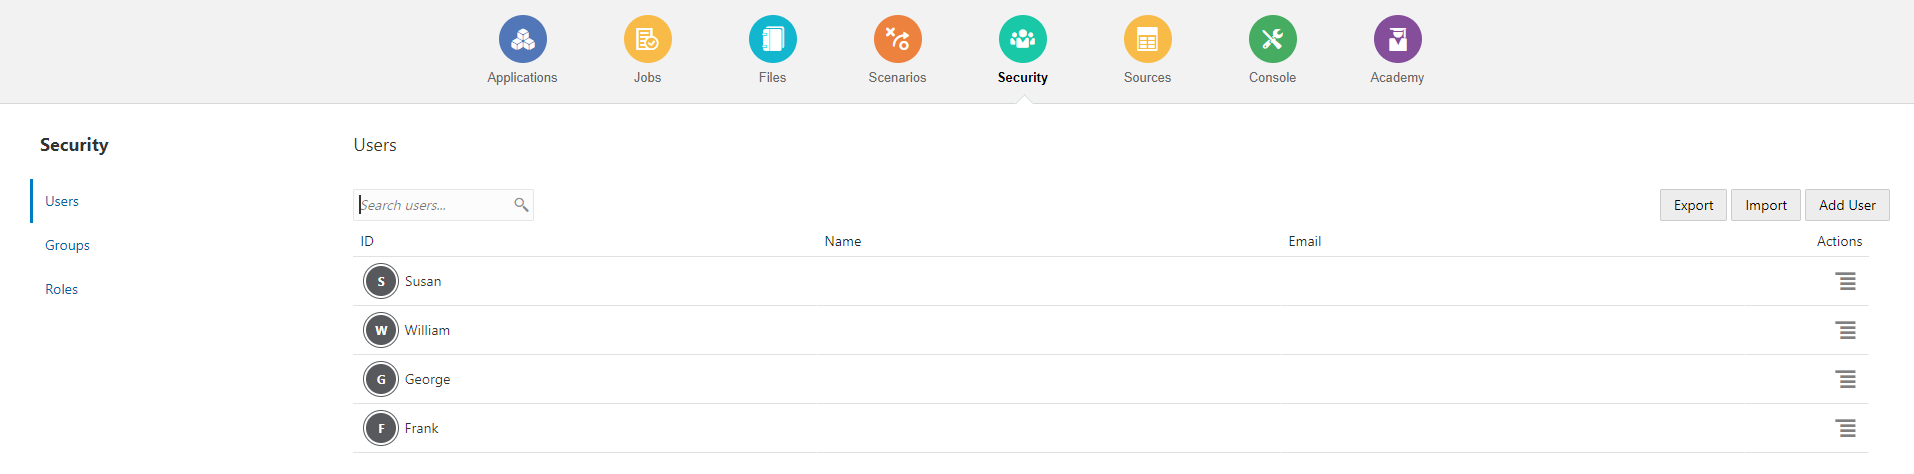 Applications Jobs Files Scenarios Security Sources Console Academy
Security
Users
Users
Groups
Roles
Search users...
Export Import Add User
ID Name Email Actions
S Susan
W William
G George
F Frank